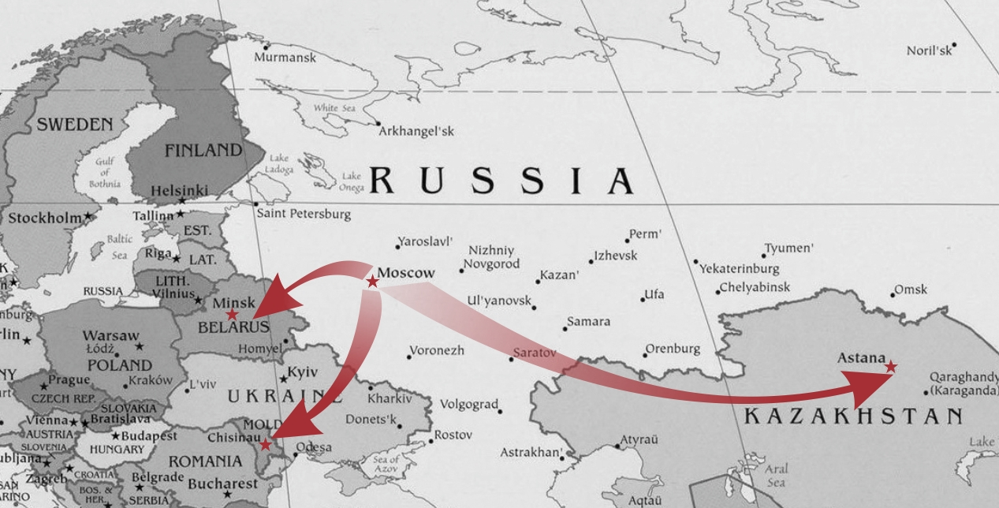 Murmansk
Noril'sk
White Sea
Arkhangel'sk
SWEDEN
FINLAND
Gulf
of
Bothnia
Lake
Ladoga
Lake
Onega
RUSSIA
Helsinki
Stockholm
Tallinn
Saint Petersburg
EST.
Baltic
Sea
Riga
LAT.
Yaroslavl'
Nizhniy
Novgorod
Perm'
Izhevsk
Tyumen'
Yekaterinburg
Moscow
Kazan'
LITH.
Vilnius
RUSSIA
Chelyabinsk
Omsk
Ufa
Ul'yanovsk
Minsk
BELARUS
Samara
Warsaw
Łódź
POLAND
Homyel
Voronezh
Saratov
Orenburg
Astana
Kyiv
Prague
Kraków
L'viv
UKRAINE
Kharkiv
Qaraghandy
(Karaganda)
CZECH REP.
SLOVAKIA
Vienna
Bratislava
Volgograd
KAZAKHSTAN
Donets'k
MOLD
Chisinau
AUSTRIA
Budapest
SLOVENIA
HUNGARY
Rostov
Atyraü
Odesa
Astrakhan'
Lake
ubljana
ROMANIA
Sea of
Azov
Aral
Sea
Zagreb
CROATIA
Belgrade
Bucharest
BOS. &
HER.
SERBIA
Aqtaü